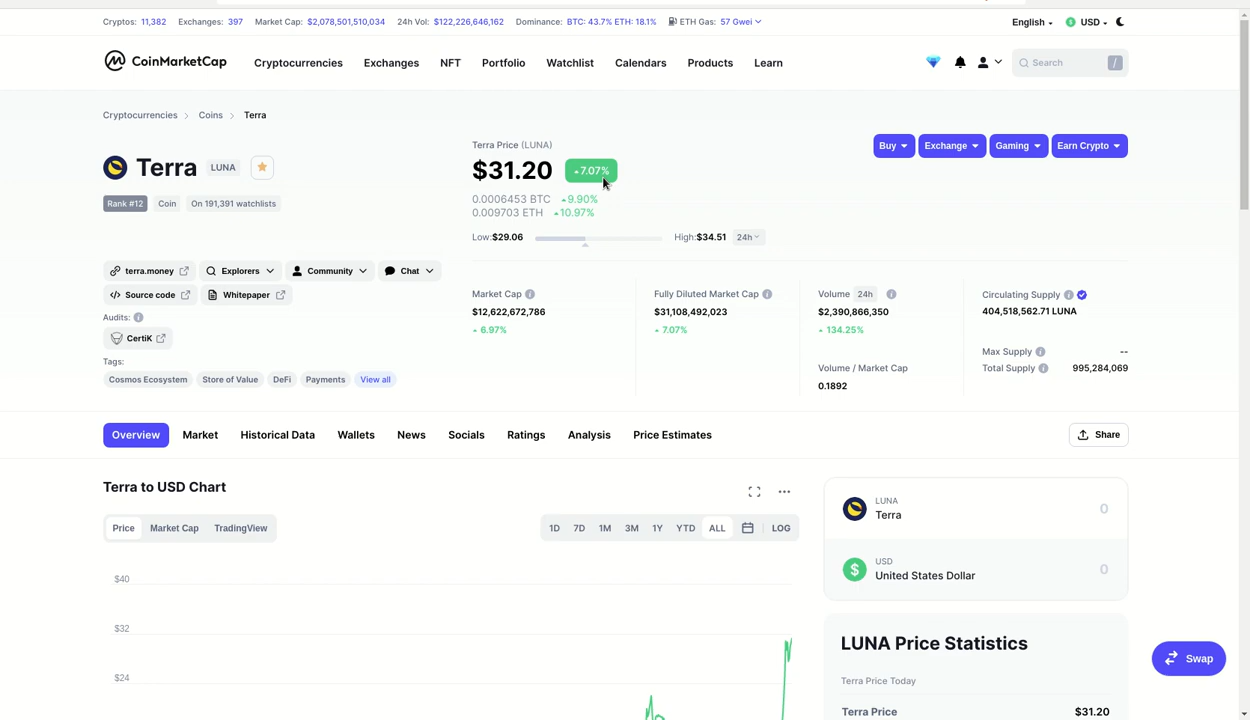 Cryptos: 11,382 Exchanges: 397 Market Cap: $2,078,501,510,034 24h Vol: $122,226,646,162 Dominance: BTC: 43.7% ETH: 18.1% ETH Gas: 57 Gwei English USD
CoinMarketCap Cryptocurrencies Exchanges NFT Portfolio Watchlist Calendars Products Learn Search /
Cryptocurrencies Coins Terra
Terra LUNA
Rank #12 Coin On 191,391 watchlists
terra.money Explorers Community Chat
Source code Whitepaper
Audits:
CertiK
Tags:
Cosmos Ecosystem Store of Value DeFi Payments View all
Terra Price (LUNA)
$31.20 7.07%
0.0006453 BTC 9.90%
0.009703 ETH 10.97%
Low:$29.06 High:$34.51 24h
Buy Exchange Gaming Earn Crypto
Market Cap
$12,622,672,786
6.97%
Fully Diluted Market Cap
$31,108,492,023
7.07%
Volume 24h
$2,390,866,350
134.25%
Volume / Market Cap
0.1892
Circulating Supply
404,518,562.71 LUNA
Max Supply --
Total Supply 995,284,069
Overview Market Historical Data Wallets News Socials Ratings Analysis Price Estimates Share
Terra to USD Chart
Price Market Cap TradingView 1D 7D 1M 3M 1Y YTD ALL LOG
$40
$32
$24
LUNA
Terra 0
USD
United States Dollar 0
LUNA Price Statistics
Terra Price Today
Terra Price $31.20
Swap